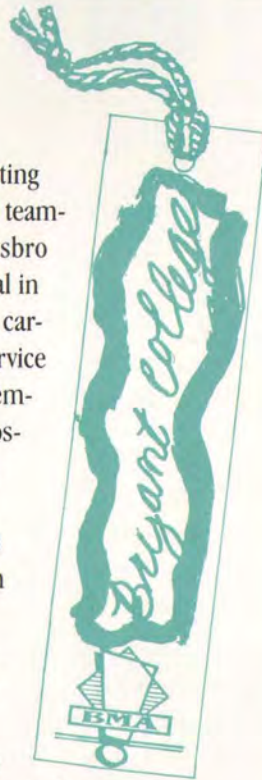 ting
team-
sbro
al in
car-
rvice
em-
os-
Bryant College
BMA